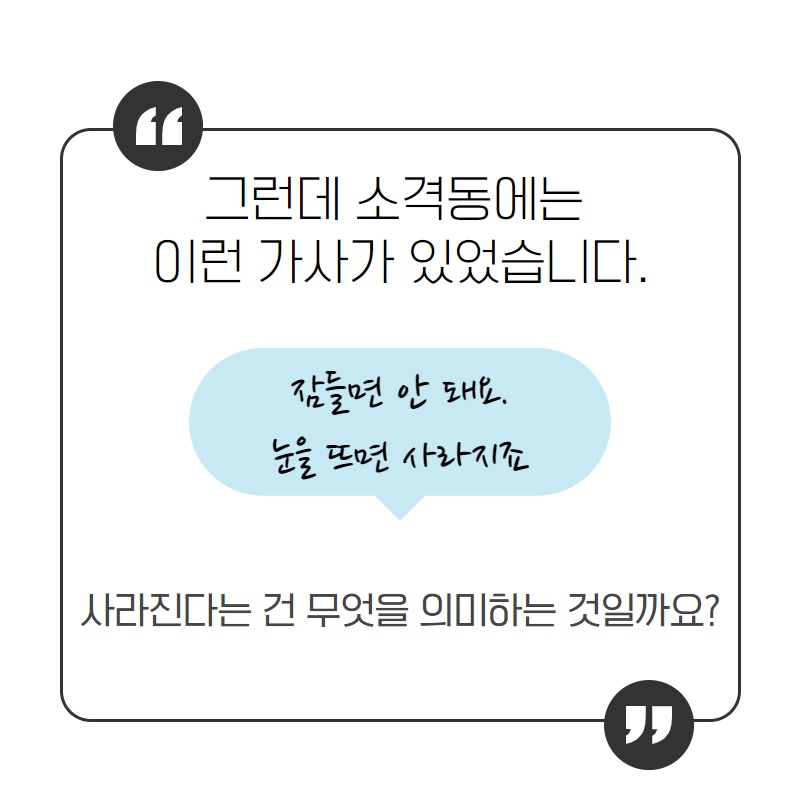 그런데 소격동에는
이런 가사가 있었습니다.
잠들면 안 돼요.
눈을 뜨면 사라지죠
사라진다는 건 무엇을 의미하는 것일까요?